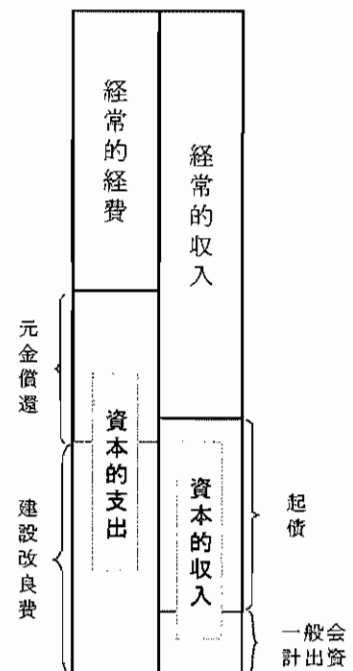 経常的経費
経常的収入
元金償還
資本的支出
建設改良費
資本的収入
起債
一般会
計出資